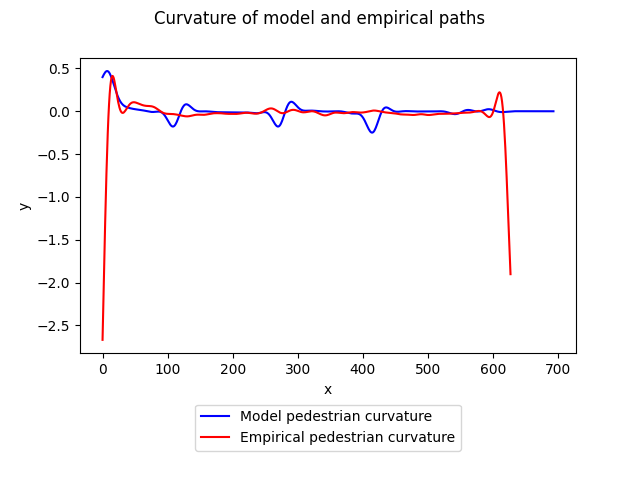 Curvature of model and empirical paths
0.5
0.0
−0.5
−1.0
−1.5
−2.0
−2.5
y
0 100 200 300 400 500 600 700
x
Model pedestrian curvature
Empirical pedestrian curvature